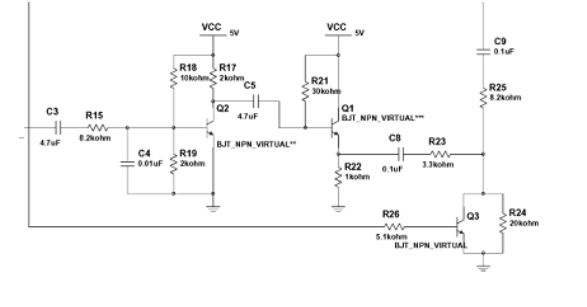 VCC
5V
VCC
5V
C9
0.1uF
R18
10kohm
R17
2kohm
C5
4.7uF
R21
30kohm
R25
8.2kohm
C3
4.7uF
R15
8.2kohm
Q2
BJT_NPN_VIRTUAL**
Q1
BJT_NPN_VIRTUAL***
C4
0.01uF
R19
2kohm
C8
0.1uF
R23
3.3kohm
R22
1kohm
R26
5.1kohm
Q3
BJT_NPN_VIRTUAL
R24
20kohm